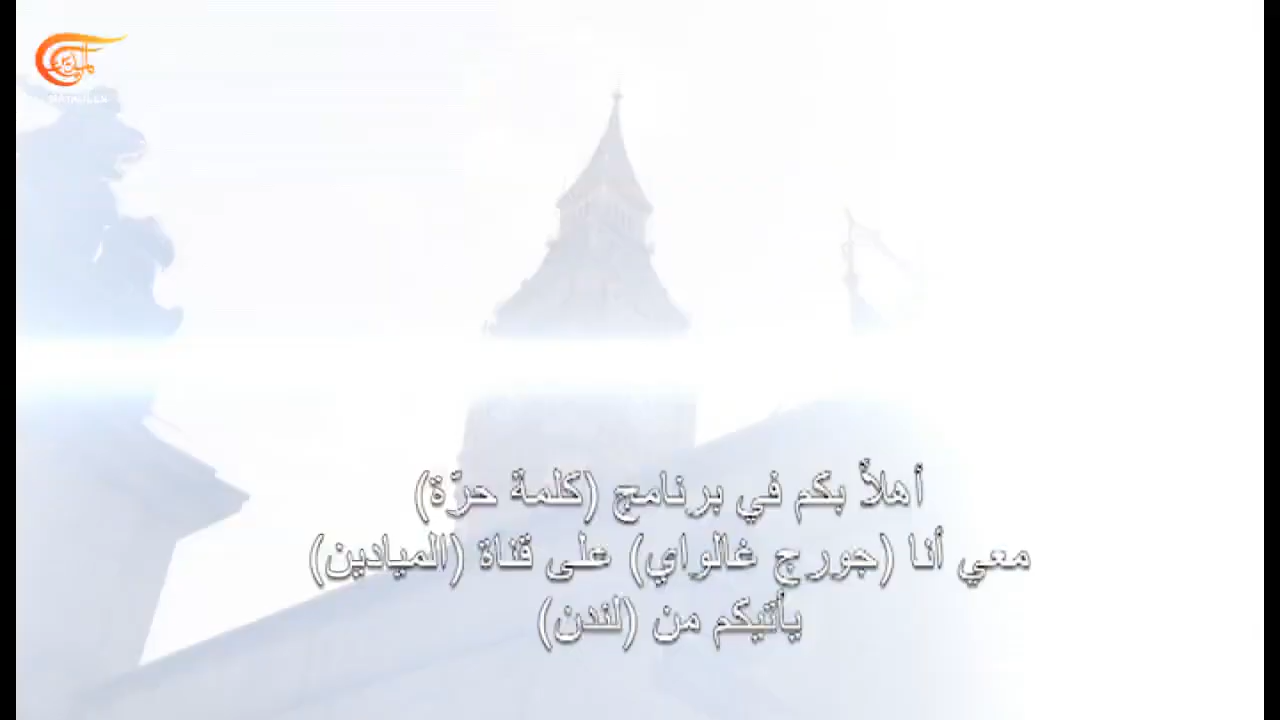 أهلاً بكم في برنامج (كلمة حرّة)
معي أنا (جورج غالواي) على قناة (الميادين)
يأتيكم من (لندن)